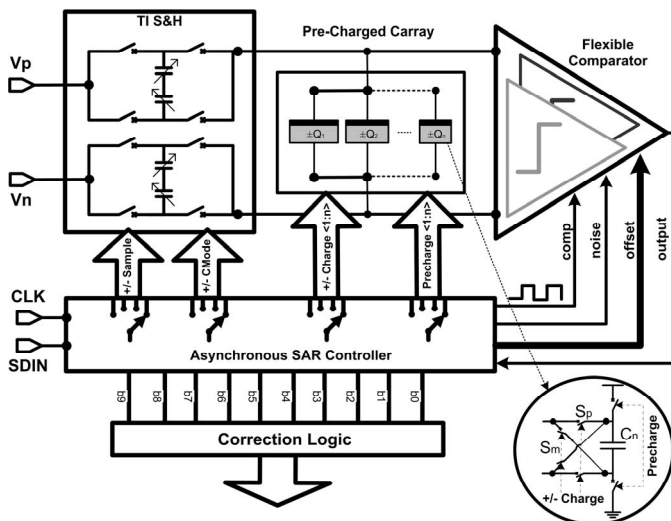 TI S&H
Pre-Charged Carray
Flexible
Comparator
Vp
Vn
±Q₁
±Q₂
.....
±Qₙ
+/- Sample
+/- CMode
+/- Charge <1:n>
Precharge <1:n>
comp
noise
offset
output
CLK
SDIN
Asynchronous SAR Controller
b9
b8
b7
b6
b5
b4
b3
b2
b1
b0
Correction Logic
Sp
Sm
Cn
Precharge
+/- Charge